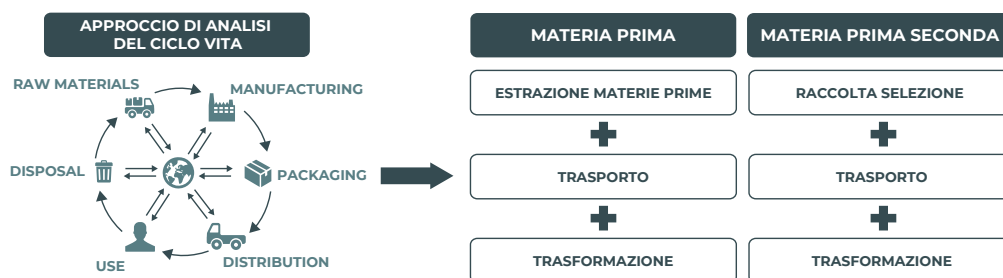 APPROCCIO DI ANALISI
DEL CICLO VITA
RAW MATERIALS
MANUFACTURING
DISPOSAL
PACKAGING
USE
DISTRIBUTION
MATERIA PRIMA
MATERIA PRIMA SECONDA
ESTRAZIONE MATERIE PRIME
RACCOLTA SELEZIONE
TRASPORTO
TRASPORTO
TRASFORMAZIONE
TRASFORMAZIONE